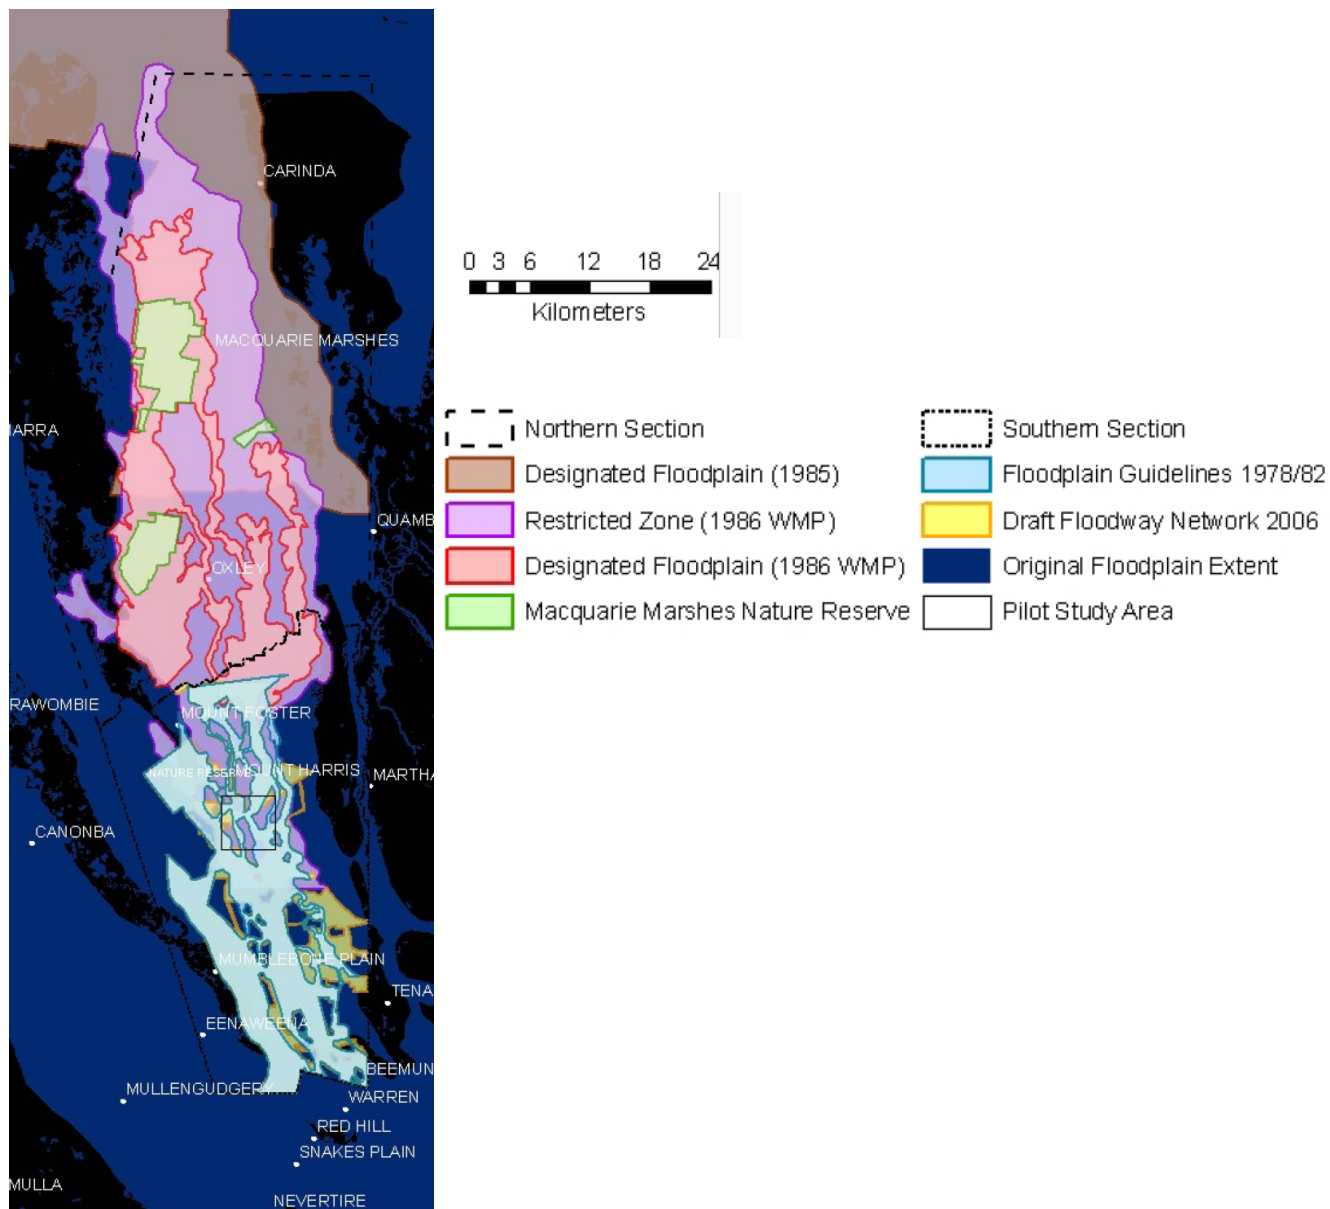 CARINDA
MACQUARIE MARSHES
IARRA
QUAMB
OXLEY
RAWOMBIE
MOUNT FOSTER
NATURE RESERVE
MOUNT HARRIS
MARTHA
CANONBA
MUMBLEBONE PLAIN
TENA
EENAWEENA
BEEMUN
MULLENGUDGERY
WARREN
RED HILL
SNAKES PLAIN
MULLA
NEVERTIRE
0 3 6 12 18 24
Kilometers
Northern Section
Designated Floodplain (1985)
Restricted Zone (1986 WMP)
Designated Floodplain (1986 WMP)
Macquarie Marshes Nature Reserve
Southern Section
Floodplain Guidelines 1978/82
Draft Floodway Network 2006
Original Floodplain Extent
Pilot Study Area